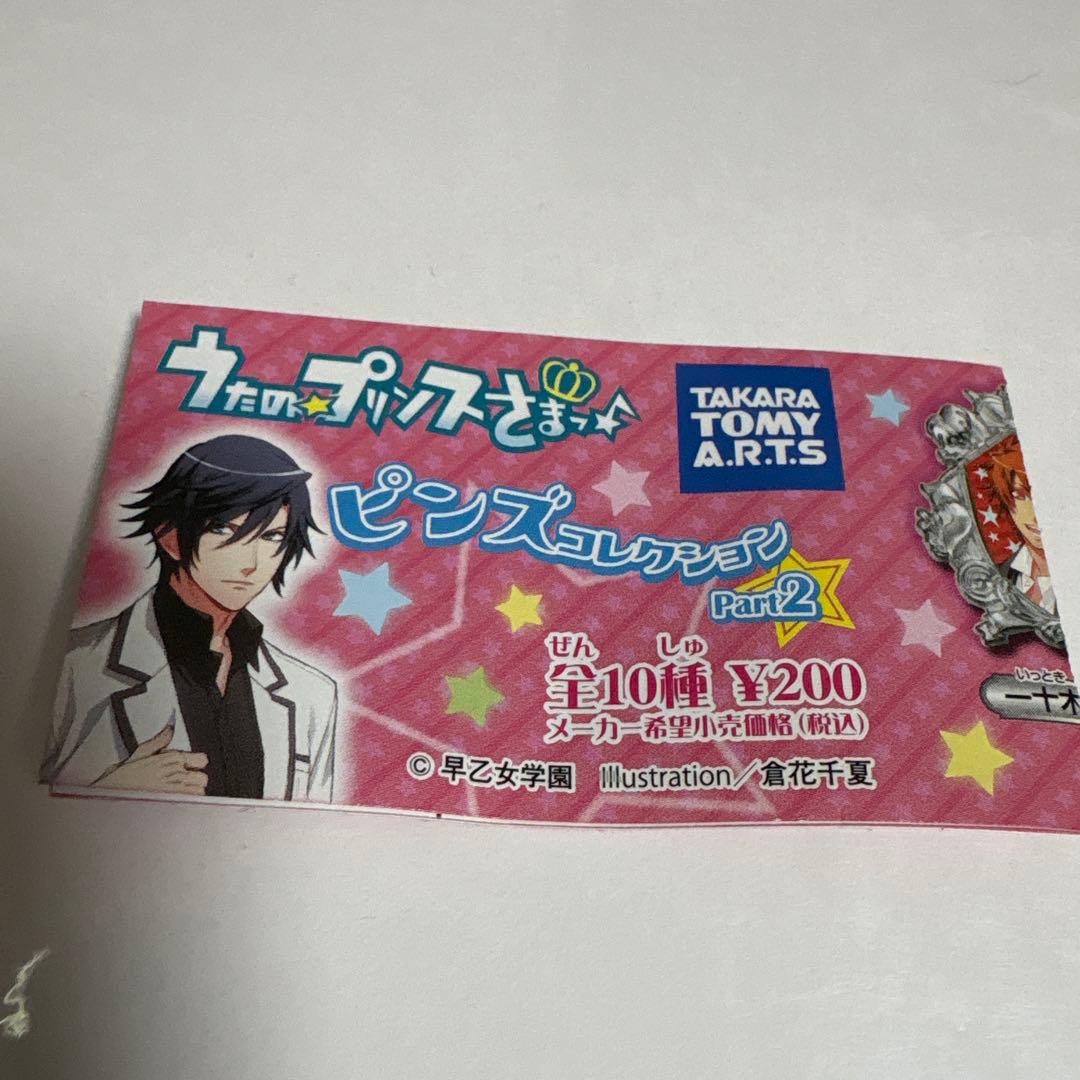 うたの☆プリンスさまっ♪
TAKARA
TOMY
A.R.T.S
ピンズコレクション
Part2
ぜん しゅ
全10種 ¥200
メーカー希望小売価格(税込)
© 早乙女学園 Illustration／倉花千夏
いっとき
一十木